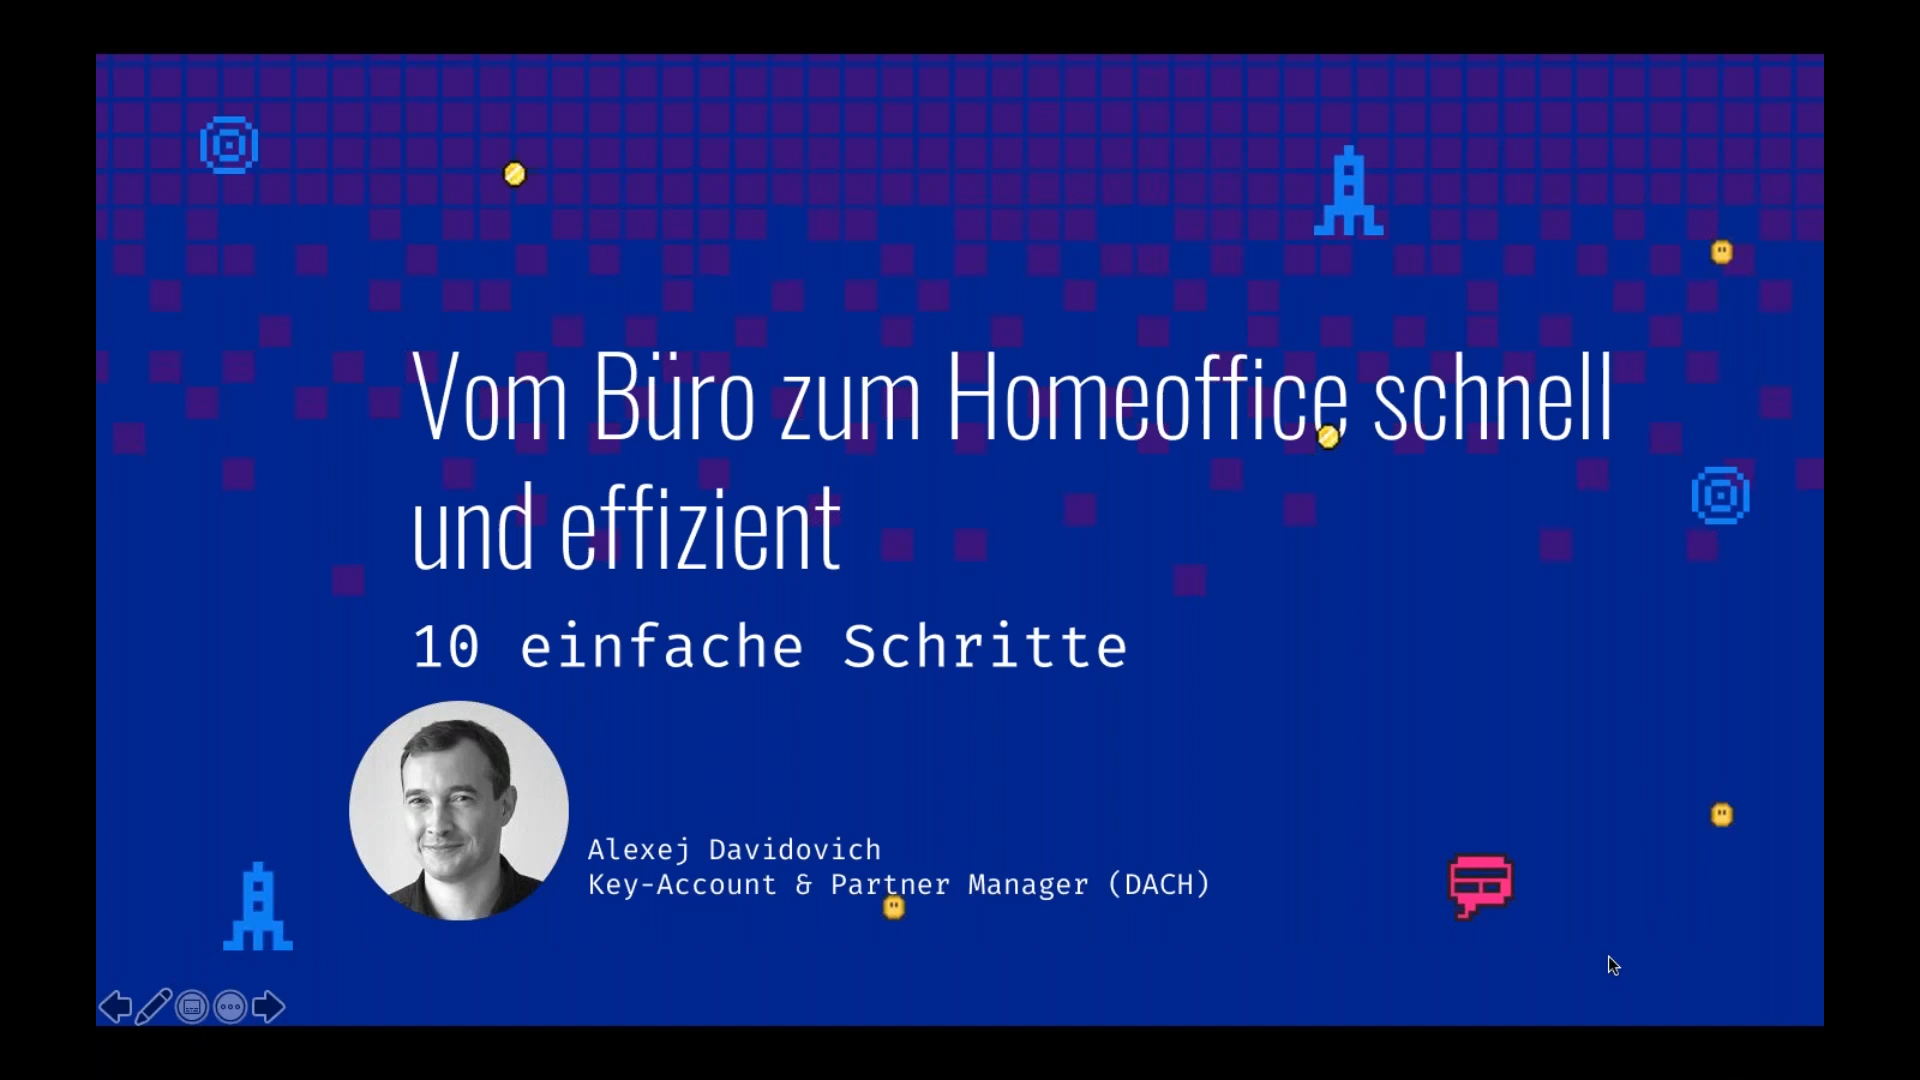 Vom Büro zum Homeoffice, schnell
und effizient
10 einfache Schritte
Alexej Davidovich
Key-Account & Partner Manager (DACH)